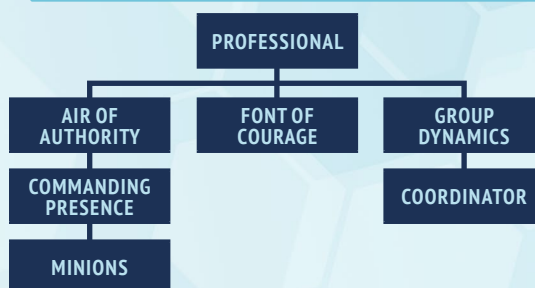 PROFESSIONAL
AIR OF
AUTHORITY
FONT OF
COURAGE
GROUP
DYNAMICS
COMMANDING
PRESENCE
COORDINATOR
MINIONS